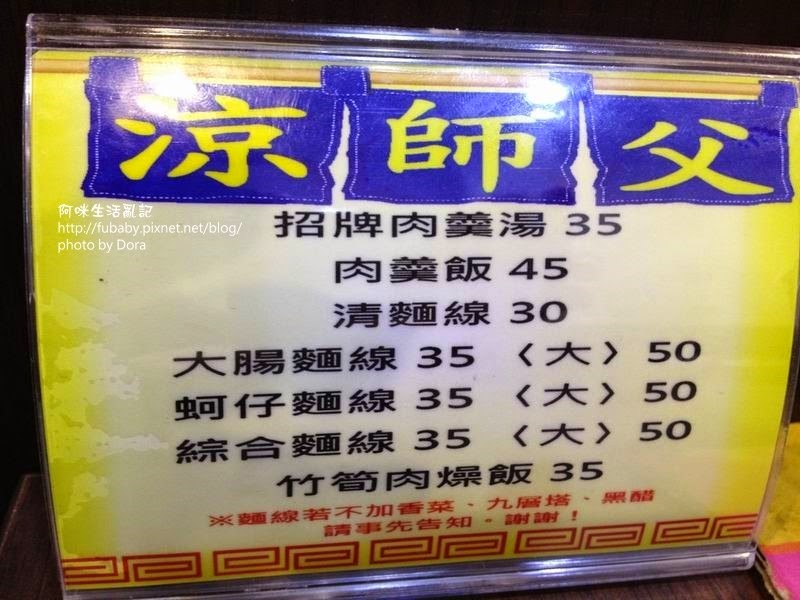 凉師父
阿咪生活亂記
http://fubaby.pixnet.net/blog/
photo by Dora
招牌肉羹湯 35
肉羹飯 45
清麵線 30
大腸麵線 35 〈大〉50
蚵仔麵線 35 〈大〉50
綜合麵線 35 〈大〉50
竹筍肉燥飯 35
※麵線若不加香菜、九層塔、黑醋
請事先告知。謝謝！